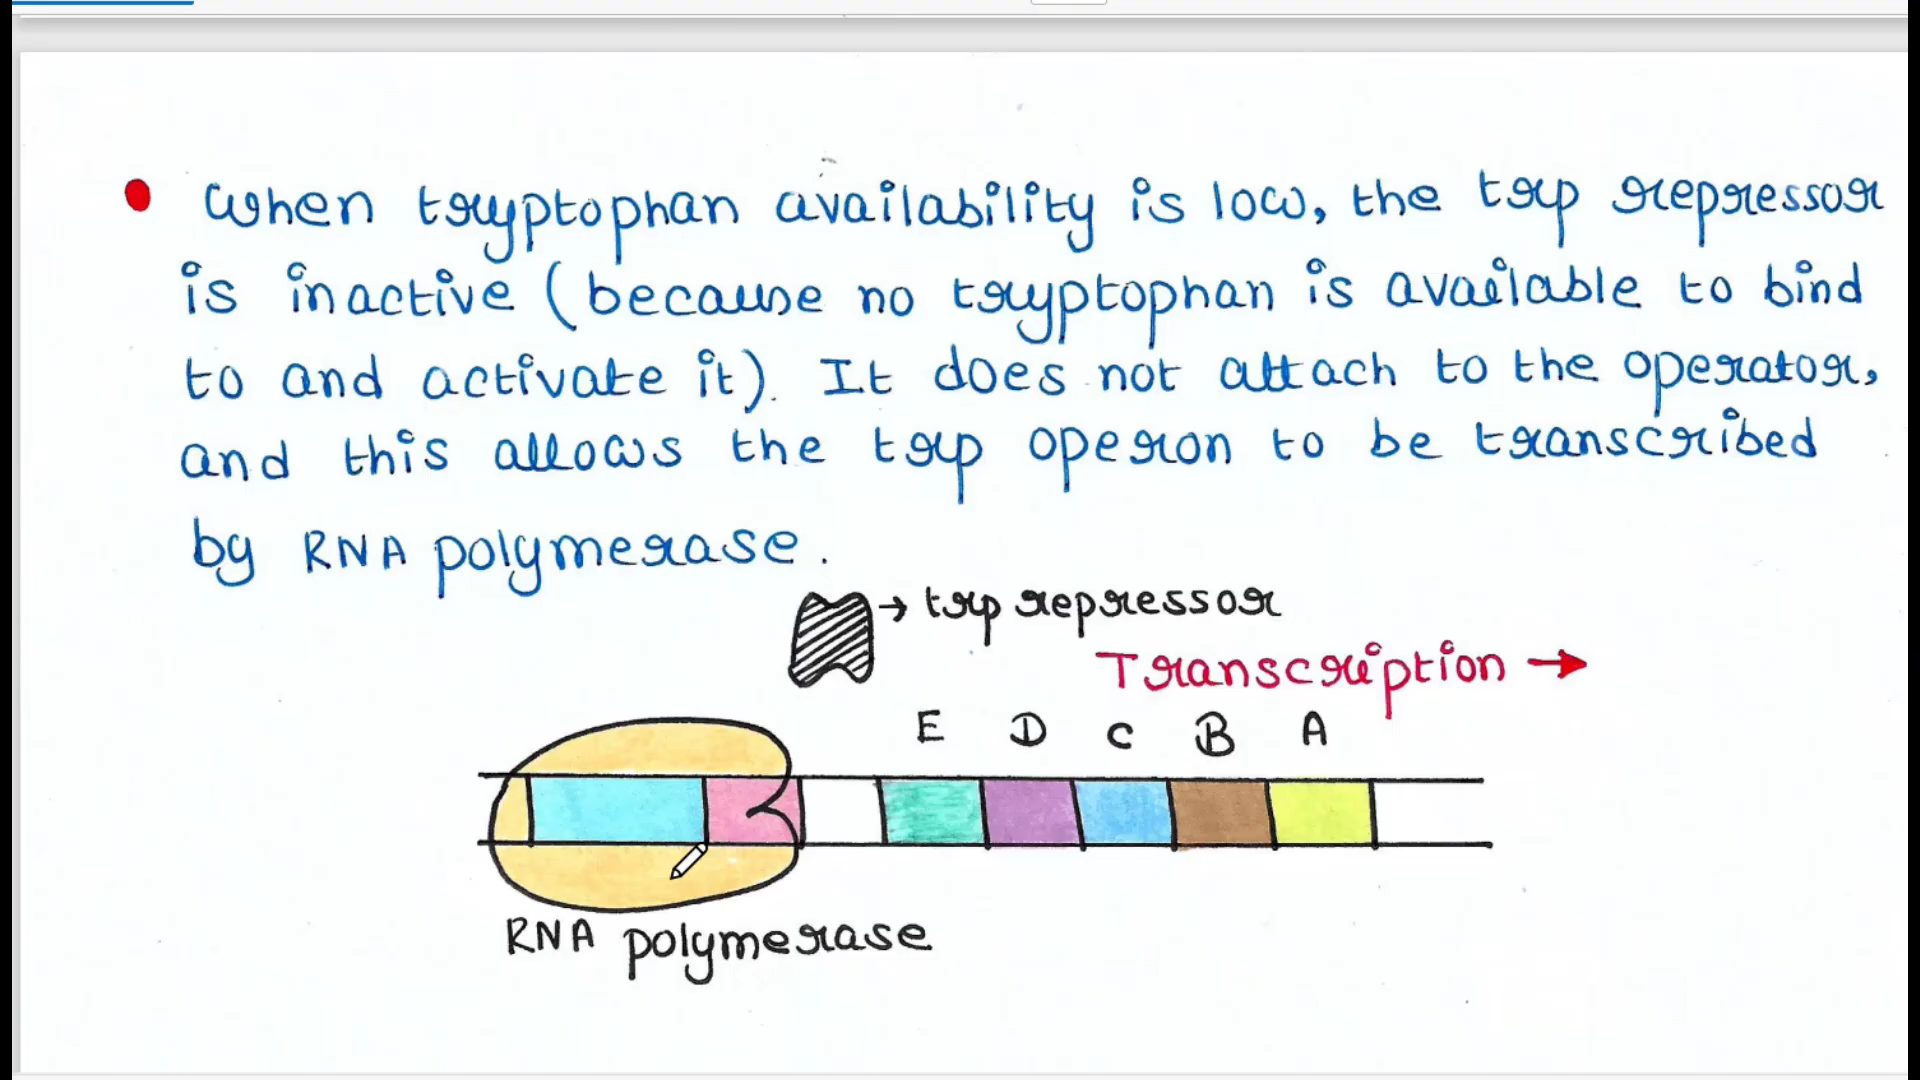 When tryptophan availability is low, the trp repressor
is inactive (because no tryptophan is available to bind
to and activate it). It does not attach to the operator,
and this allows the trp operon to be transcribed
by RNA polymerase.
→ trp repressor
Transcription →
E D C B A
RNA polymerase